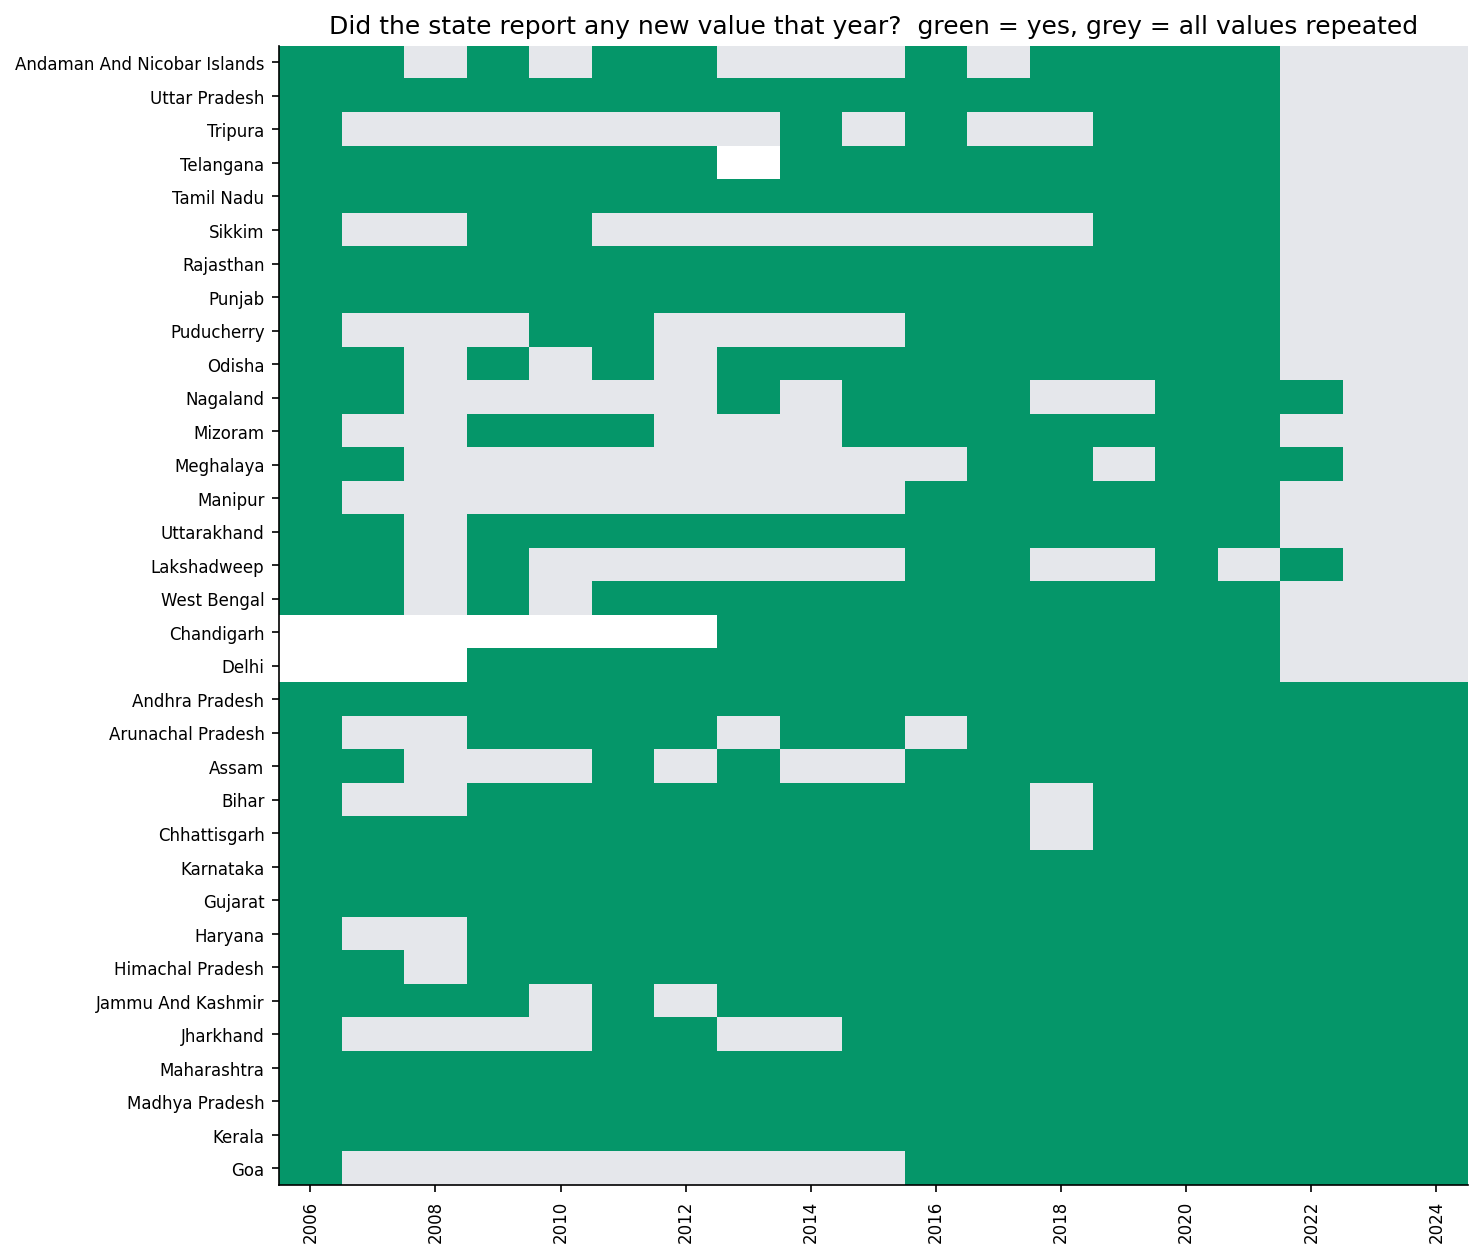 Did the state report any new value that year?  green = yes, grey = all values repeated
Andaman And Nicobar Islands
Uttar Pradesh
Tripura
Telangana
Tamil Nadu
Sikkim
Rajasthan
Punjab
Puducherry
Odisha
Nagaland
Mizoram
Meghalaya
Manipur
Uttarakhand
Lakshadweep
West Bengal
Chandigarh
Delhi
Andhra Pradesh
Arunachal Pradesh
Assam
Bihar
Chhattisgarh
Karnataka
Gujarat
Haryana
Himachal Pradesh
Jammu And Kashmir
Jharkhand
Maharashtra
Madhya Pradesh
Kerala
Goa
2006 2008 2010 2012 2014 2016 2018 2020 2022 2024